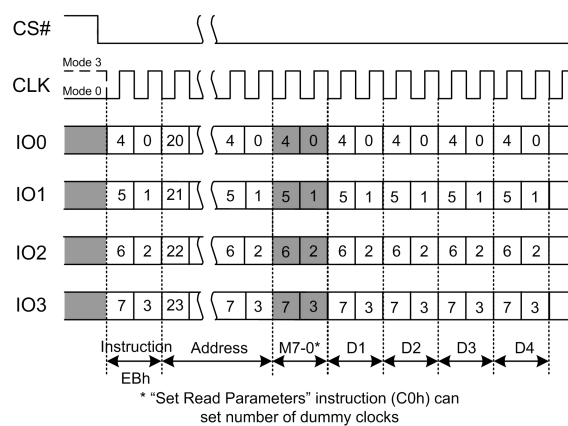 CS#
Mode 3
CLK
Mode 0
IO0 4 0 20 4 0 4 0 4 0 4 0 4 0 4 0
IO1 5 1 21 5 1 5 1 5 1 5 1 5 1 5 1
IO2 6 2 22 6 2 6 2 6 2 6 2 6 2 6 2
IO3 7 3 23 7 3 7 3 7 3 7 3 7 3 7 3
Instruction Address M7-0* D1 D2 D3 D4
EBh
* “Set Read Parameters” instruction (C0h) can
set number of dummy clocks